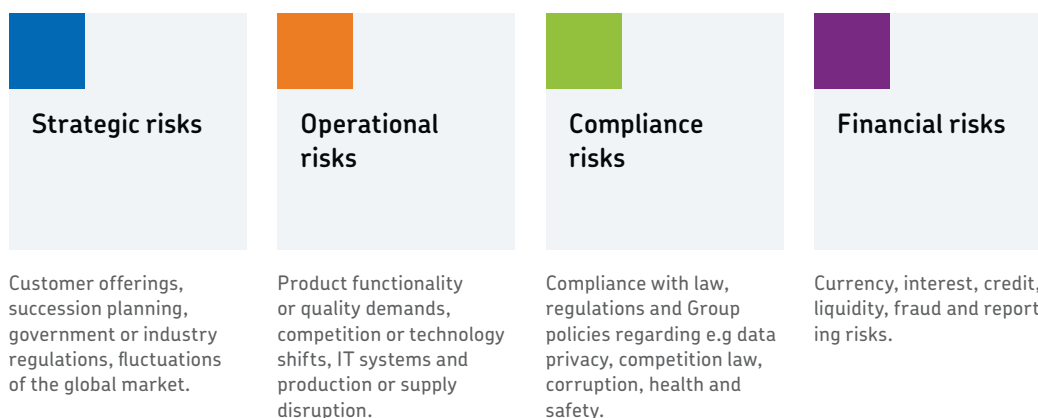 Strategic risks
Operational
risks
Compliance
risks
Financial risks
Customer offerings,
succession planning,
government or industry
regulations, fluctuations
of the global market.
Product functionality
or quality demands,
competition or technology
shifts, IT systems and
production or supply
disruption.
Compliance with law,
regulations and Group
policies regarding e.g data
privacy, competition law,
corruption, health and
safety.
Currency, interest, credit,
liquidity, fraud and report
ing risks.